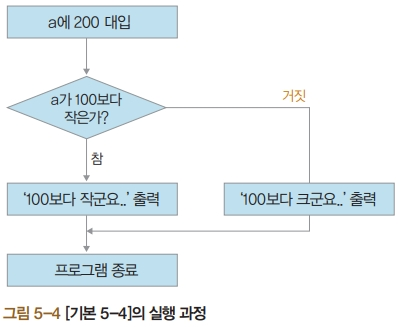 a에 200 대입
a가 100보다
작은가?
거짓
참
‘100보다 작군요..’ 출력
‘100보다 크군요..’ 출력
프로그램 종료
그림 5-4 [기본 5-4]의 실행 과정